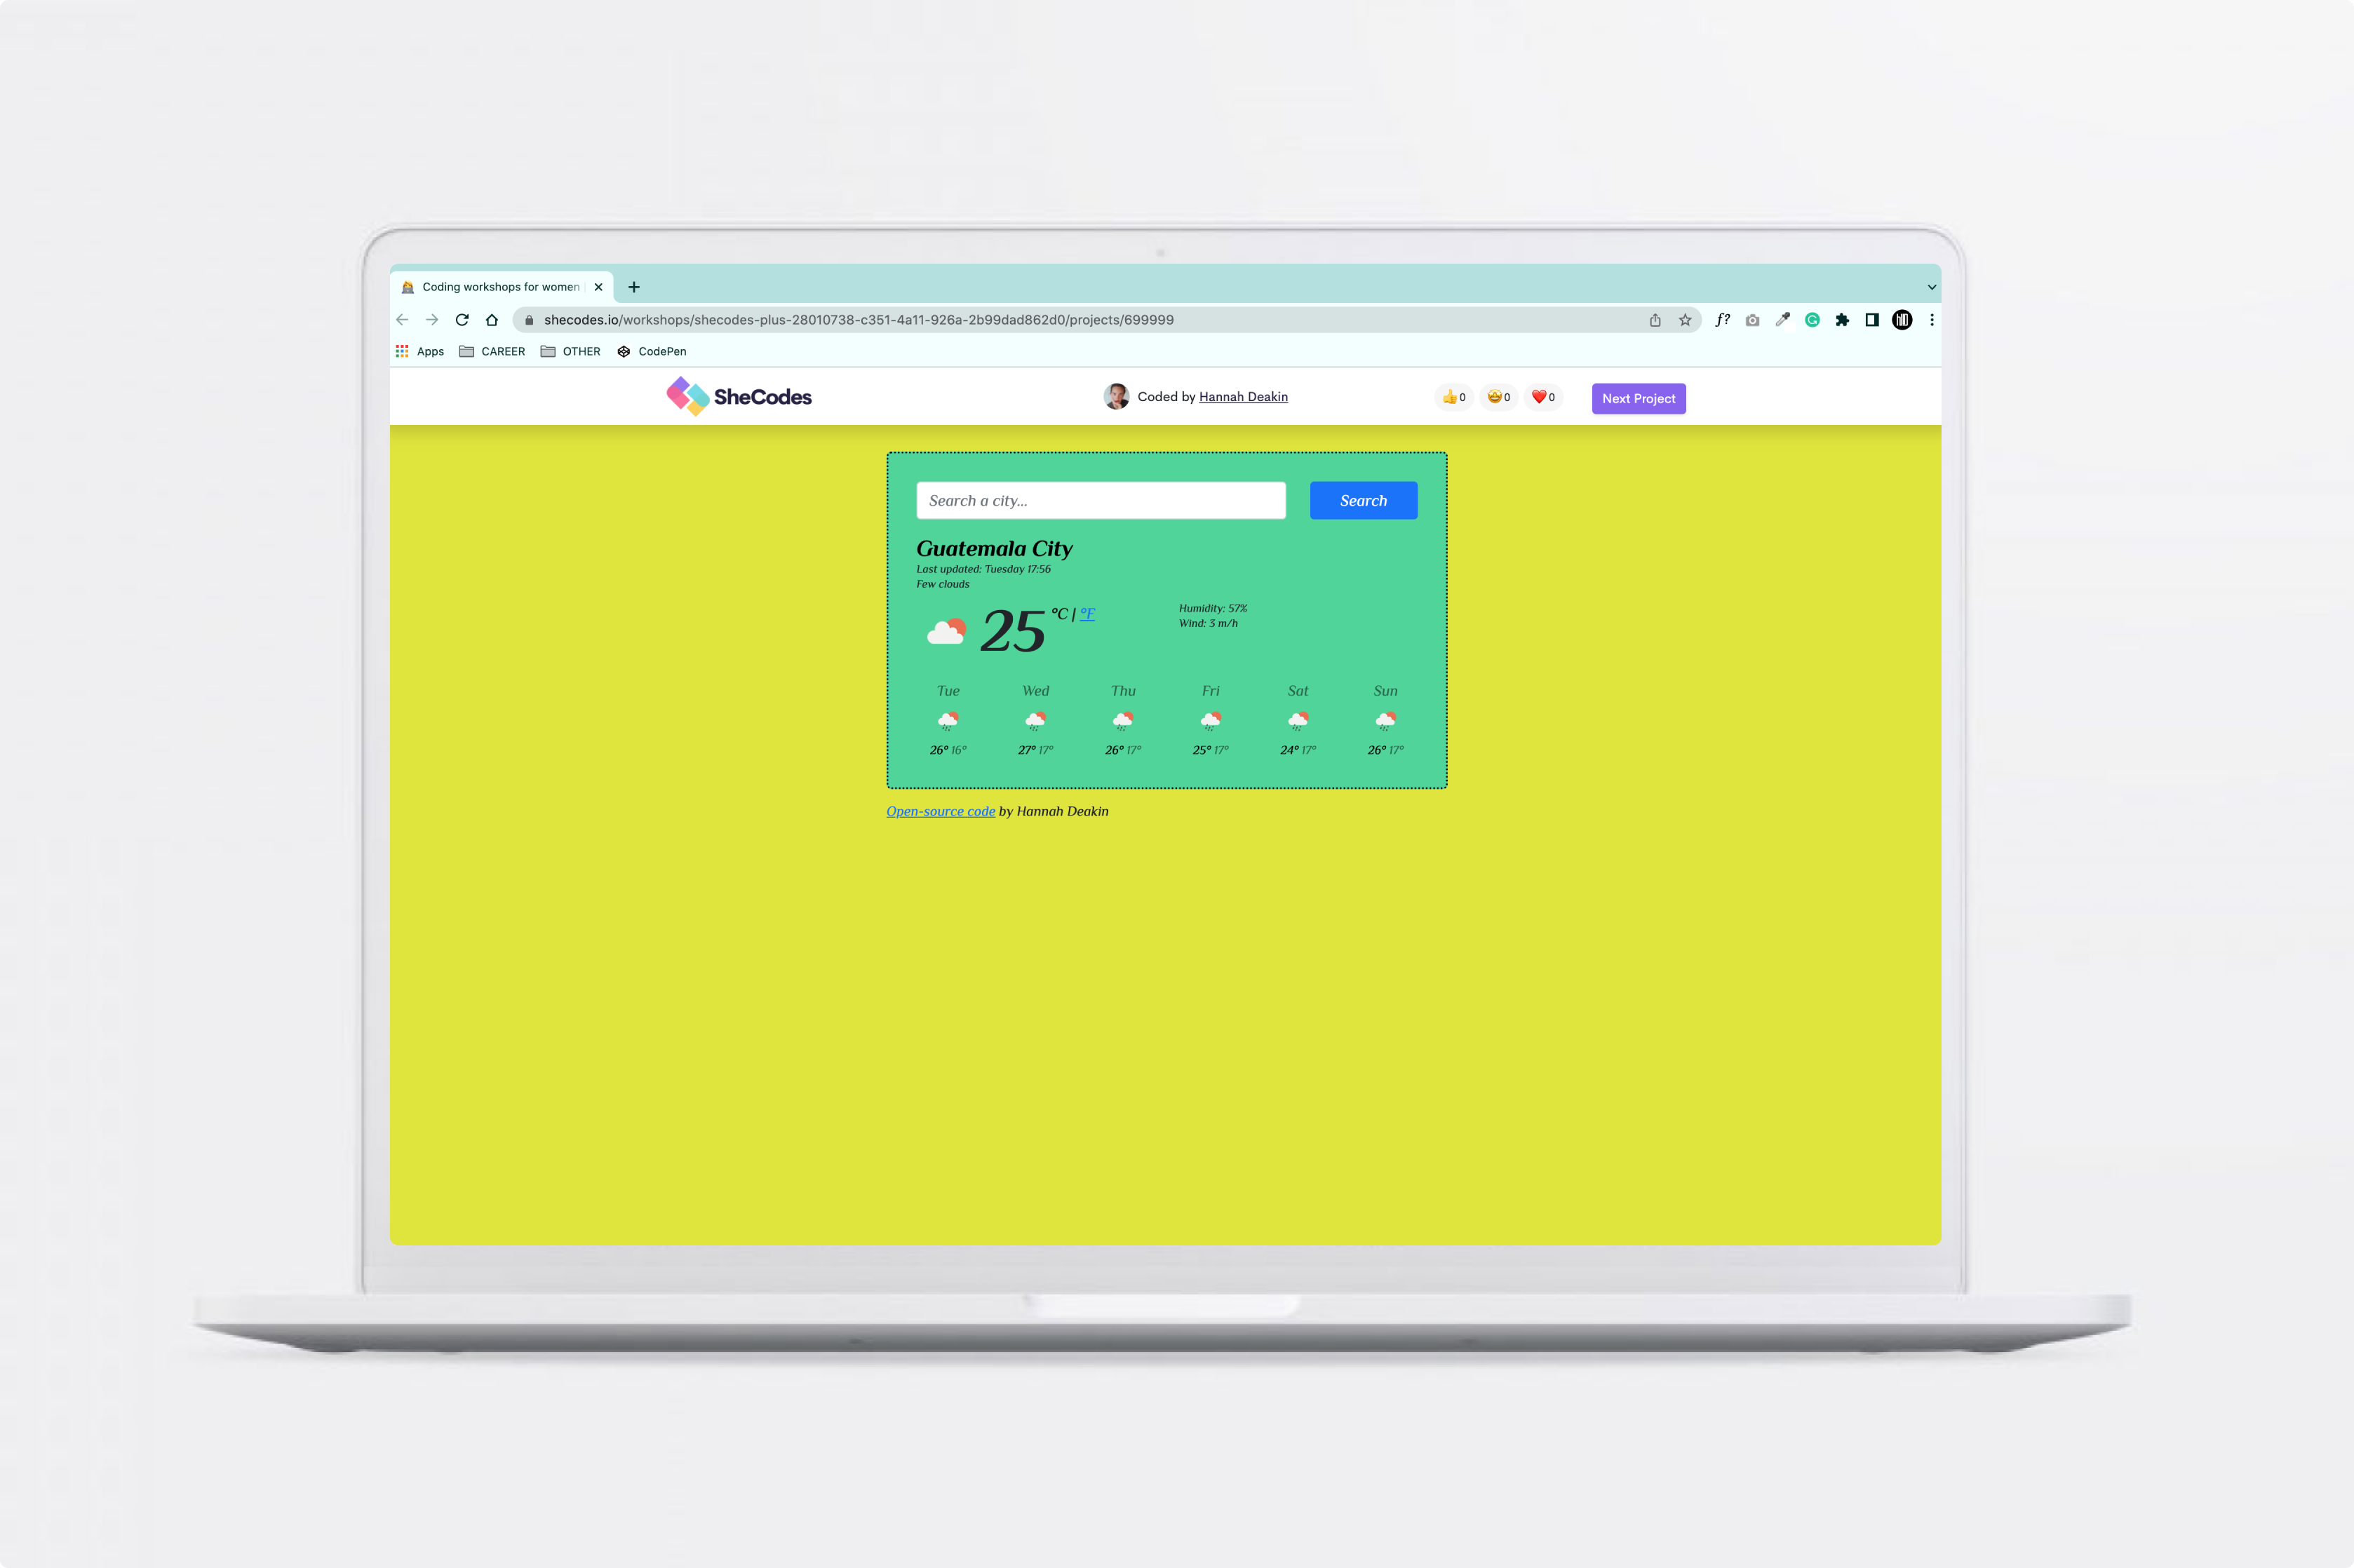 Coding workshops for women
shecodes.io/workshops/shecodes-plus-28010738-c351-4a11-926a-2b99dad862d0/projects/699999
f?
Apps CAREER OTHER CodePen
SheCodes
Coded by Hannah Deakin
0 0 0
Next Project
Search a city...
Search
Guatemala City
Last updated: Tuesday 17:56
Few clouds
25 °C | °F
Humidity: 57%
Wind: 3 m/h
Tue Wed Thu Fri Sat Sun
26° 16° 27° 17° 26° 17° 25° 17° 24° 17° 26° 17°
Open-source code by Hannah Deakin